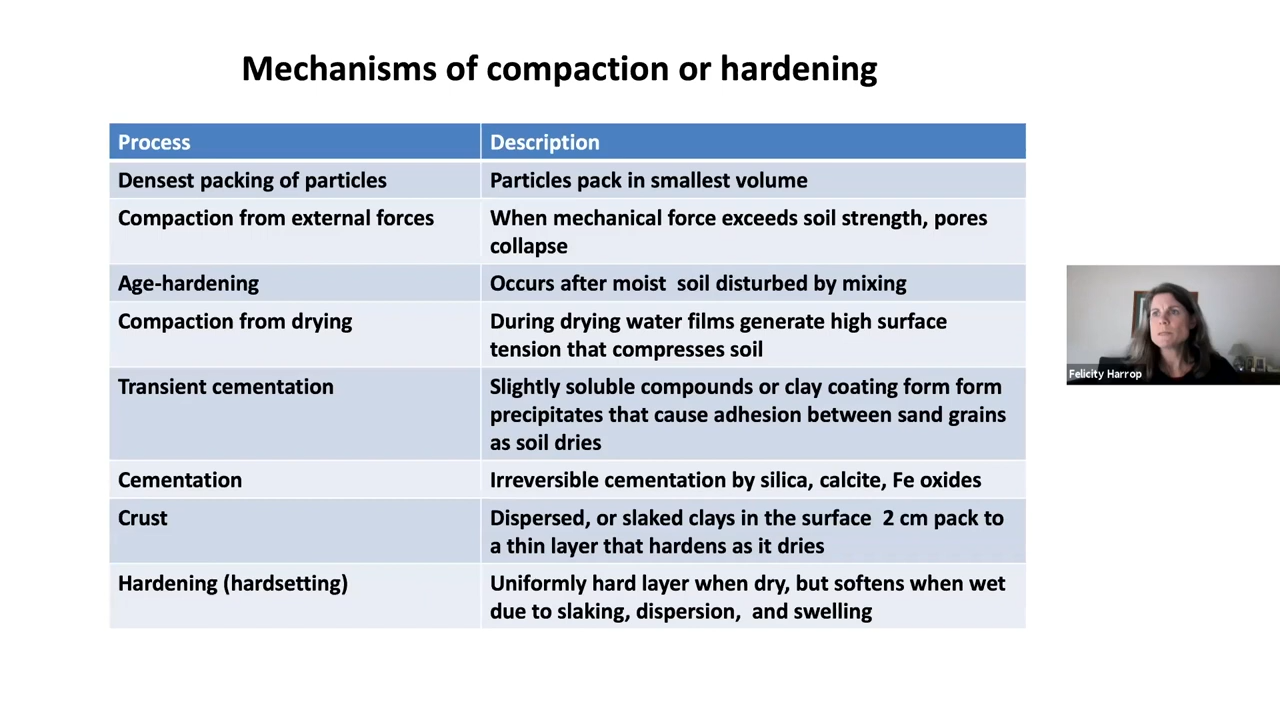 Mechanisms of compaction or hardening
Process
Description
Densest packing of particles
Particles pack in smallest volume
Compaction from external forces
When mechanical force exceeds soil strength, pores
collapse
Age-hardening
Occurs after moist  soil disturbed by mixing
Compaction from drying
During drying water films generate high surface
tension that compresses soil
Transient cementation
Slightly soluble compounds or clay coating form form
precipitates that cause adhesion between sand grains
as soil dries
Cementation
Irreversible cementation by silica, calcite, Fe oxides
Crust
Dispersed, or slaked clays in the surface  2 cm pack to
a thin layer that hardens as it dries
Hardening (hardsetting)
Uniformly hard layer when dry, but softens when wet
due to slaking, dispersion,  and swelling
Felicity Harrop